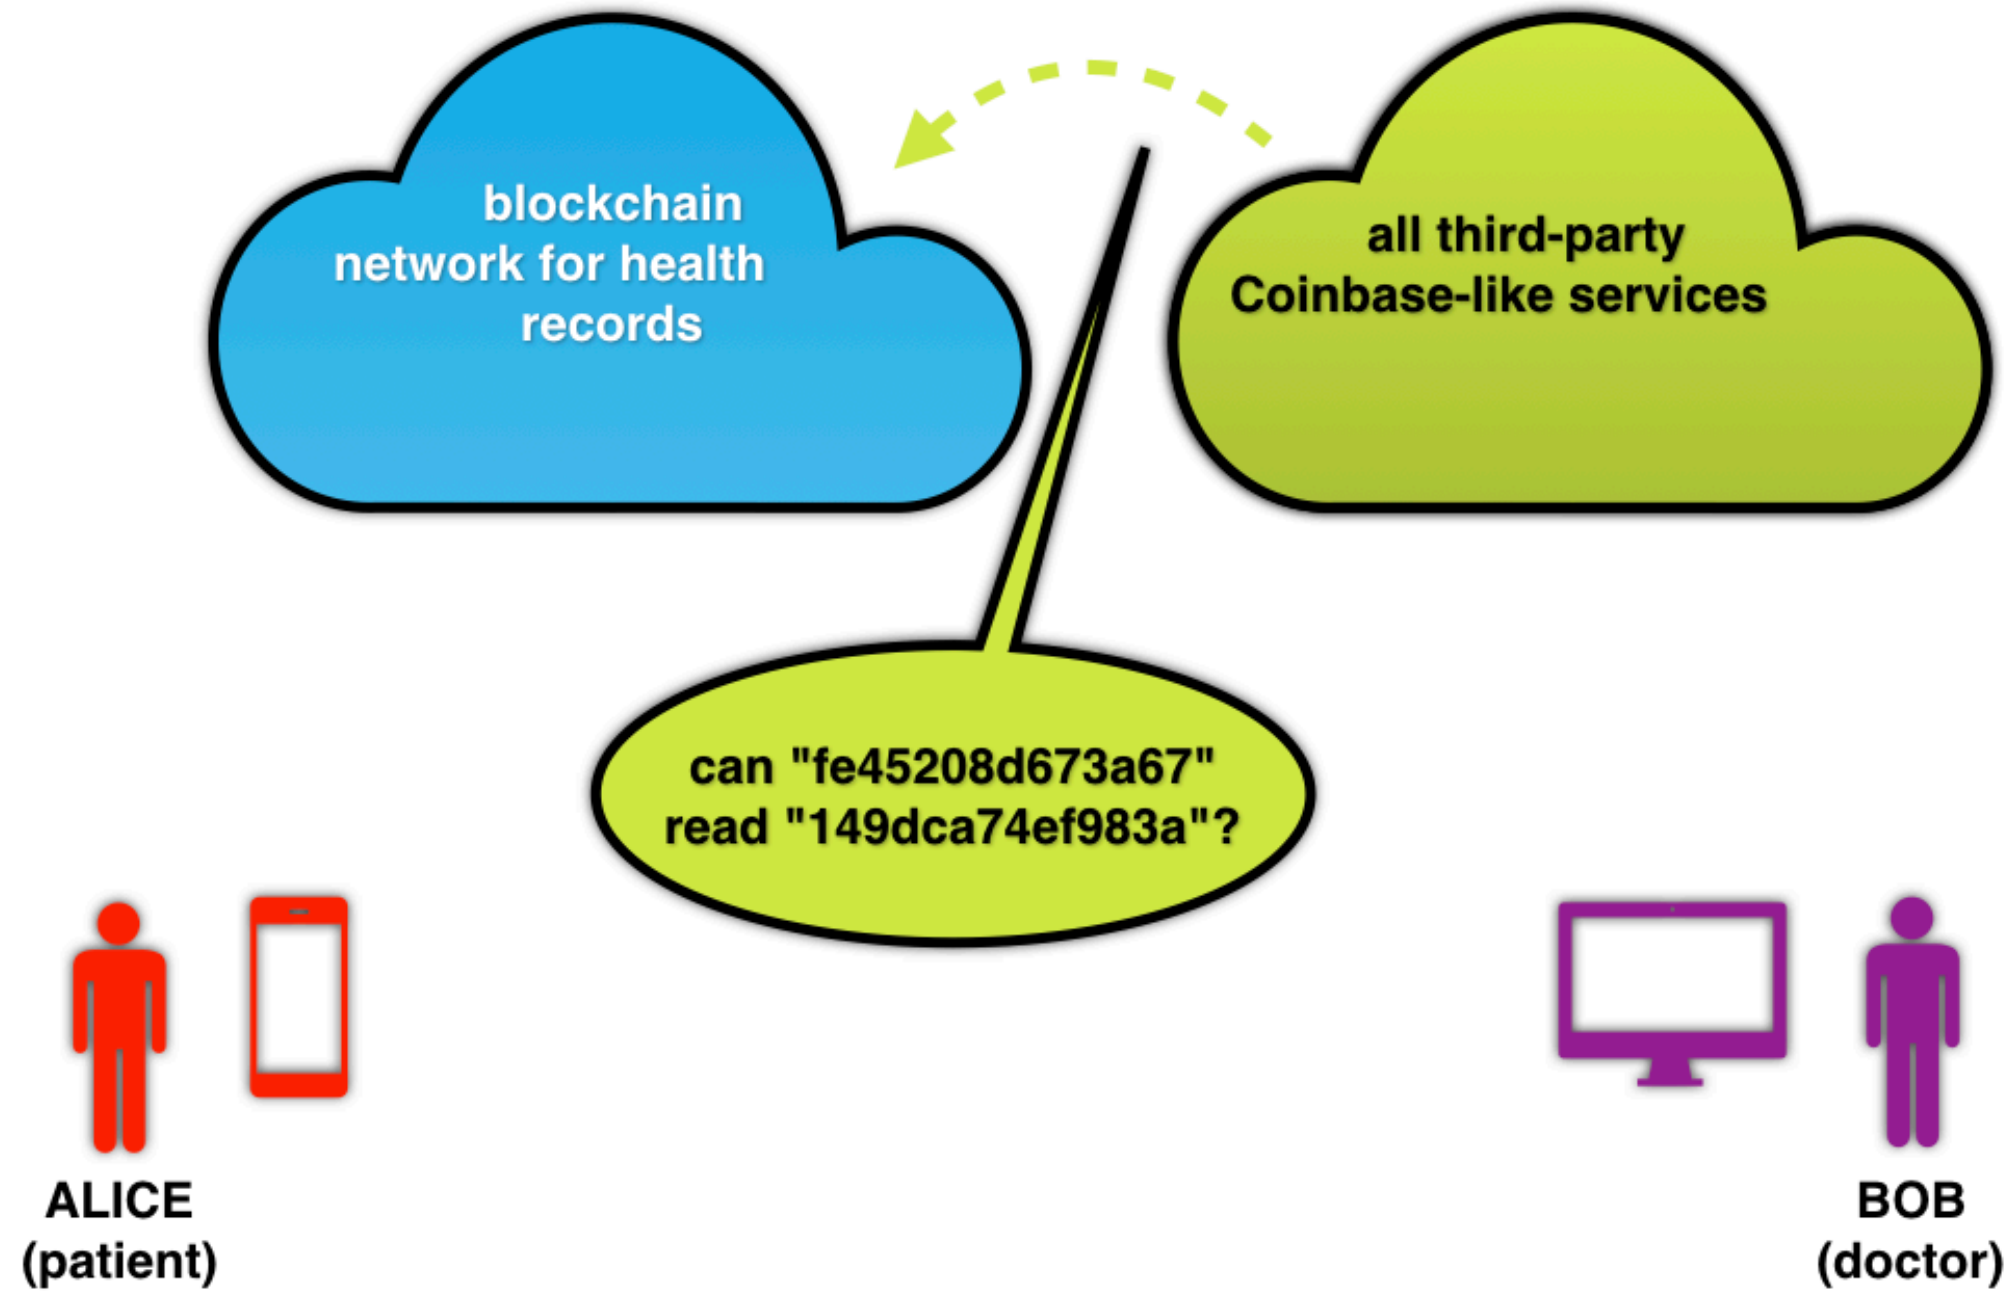 blockchain
network for health
records
all third-party
Coinbase-like services
can "fe45208d673a67"
read "149dca74ef983a"?
ALICE
(patient)
BOB
(doctor)